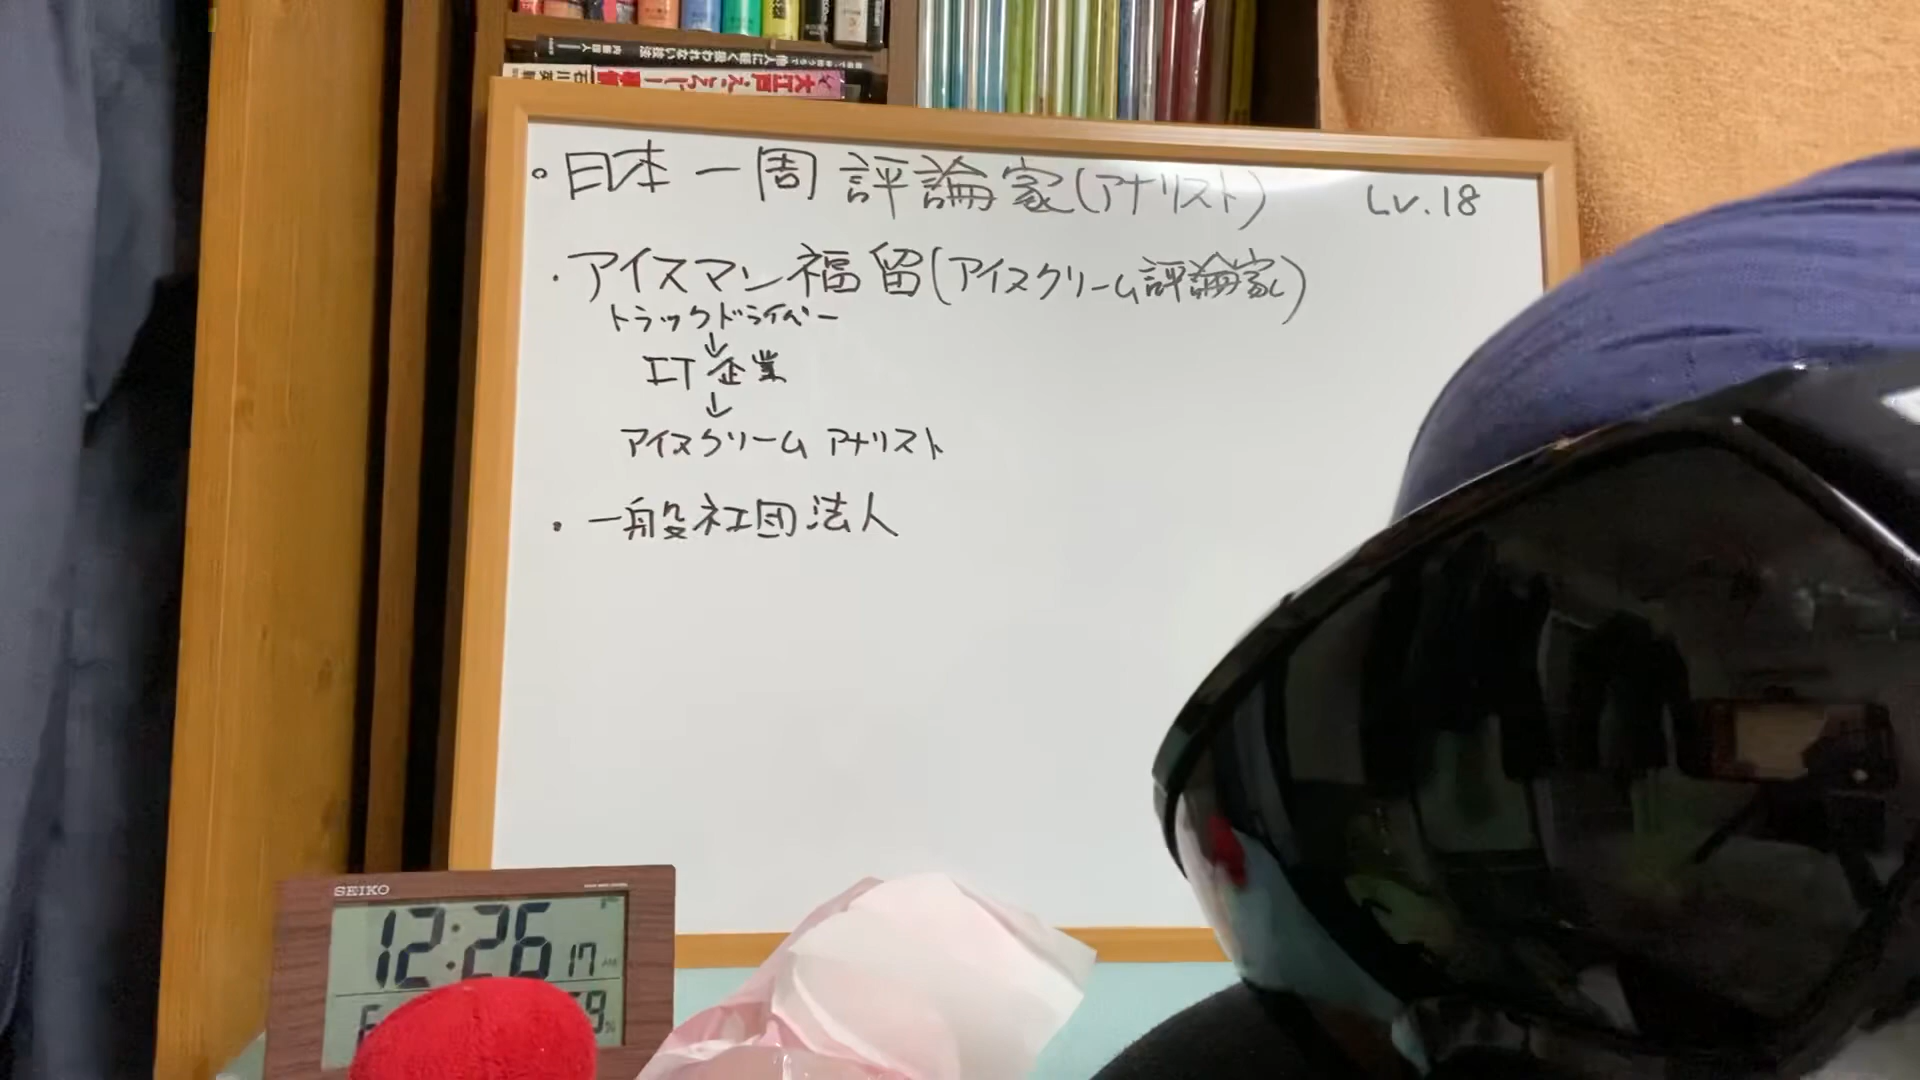 日本一周評論家(アナリスト) Lv.18
・アイスマン福留(アイスクリーム評論家)
トラックドライバー
↓
IT企業
↓
アイスクリームアナリスト
・一般社団法人
SEIKO
12:26 17 AM